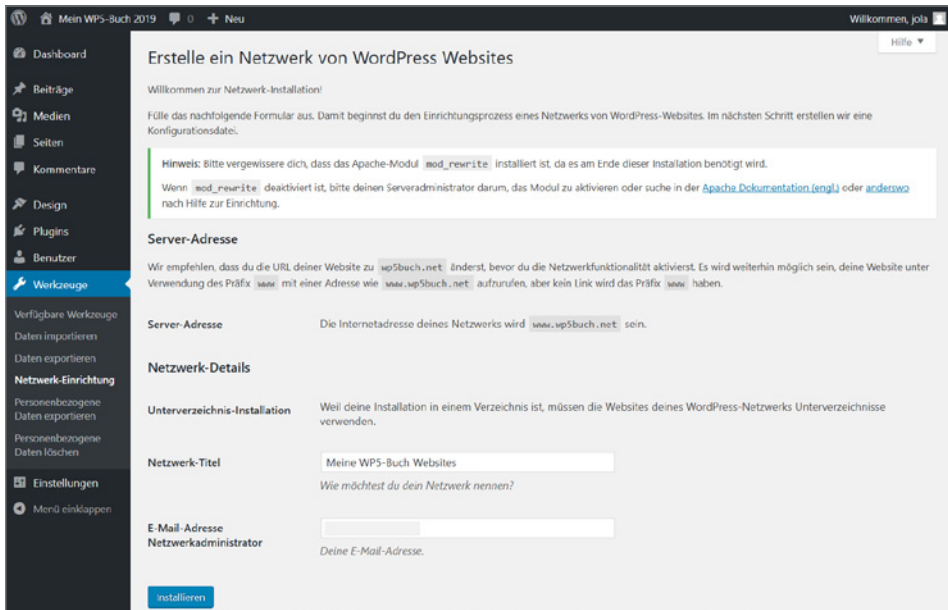 Mein WP5-Buch 2019 0 + Neu Willkommen, jola
Hilfe ▼
Dashboard
Beiträge
Medien
Seiten
Kommentare
Design
Plugins
Benutzer
Werkzeuge
Verfügbare Werkzeuge
Daten importieren
Daten exportieren
Netzwerk-Einrichtung
Personenbezogene
Daten exportieren
Personenbezogene
Daten löschen
Einstellungen
Menü einklappen
Erstelle ein Netzwerk von WordPress Websites
Willkommen zur Netzwerk-Installation!
Fülle das nachfolgende Formular aus. Damit beginnst du den Einrichtungsprozess eines Netzwerks von WordPress-Websites. Im nächsten Schritt erstellen wir eine
Konfigurationsdatei.
Hinweis: Bitte vergewissere dich, dass das Apache-Modul mod_rewrite installiert ist, da es am Ende dieser Installation benötigt wird.
Wenn mod_rewrite deaktiviert ist, bitte deinen Serveradministrator darum, das Modul zu aktivieren oder suche in der Apache Dokumentation (engl.) oder anderswo
nach Hilfe zur Einrichtung.
Server-Adresse
Wir empfehlen, dass du die URL deiner Website zu wp5buch.net änderst, bevor du die Netzwerkfunktionalität aktivierst. Es wird weiterhin möglich sein, deine Website unter
Verwendung des Präfix www mit einer Adresse wie www.wp5buch.net aufzurufen, aber kein Link wird das Präfix www haben.
Server-Adresse Die Internetadresse deines Netzwerks wird www.wp5buch.net sein.
Netzwerk-Details
Unterverzeichnis-Installation Weil deine Installation in einem Verzeichnis ist, müssen die Websites deines WordPress-Netzwerks Unterverzeichnisse
verwenden.
Netzwerk-Titel Meine WP5-Buch Websites
Wie möchtest du dein Netzwerk nennen?
E-Mail-Adresse
Netzwerkadministrator
Deine E-Mail-Adresse.
Installieren